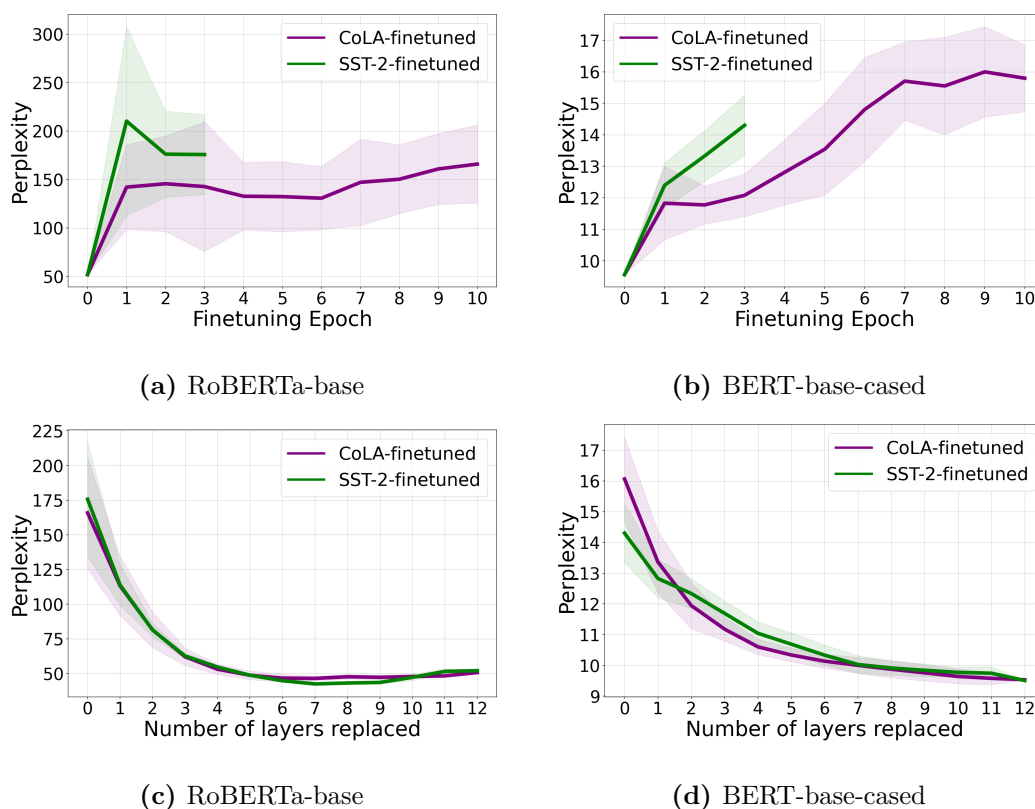 CoLA-finetuned
SST-2-finetuned
Perplexity
300
250
200
150
100
50
0 1 2 3 4 5 6 7 8 9 10
Finetuning Epoch
(a) RoBERTa-base
CoLA-finetuned
SST-2-finetuned
Perplexity
17
16
15
14
13
12
11
10
0 1 2 3 4 5 6 7 8 9 10
Finetuning Epoch
(b) BERT-base-cased
CoLA-finetuned
SST-2-finetuned
Perplexity
225
200
175
150
125
100
75
50
0 1 2 3 4 5 6 7 8 9 10 11 12
Number of layers replaced
(c) RoBERTa-base
CoLA-finetuned
SST-2-finetuned
Perplexity
17
16
15
14
13
12
11
10
9
0 1 2 3 4 5 6 7 8 9 10 11 12
Number of layers replaced
(d) BERT-base-cased